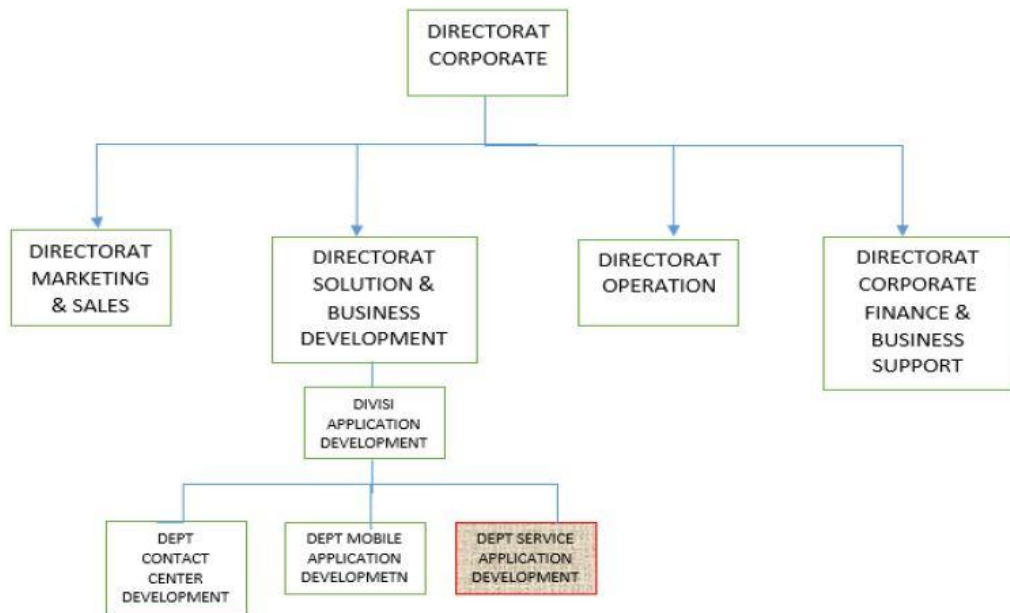 DIRECTORAT
CORPORATE
DIRECTORAT
MARKETING
& SALES
DIRECTORAT
SOLUTION &
BUSINESS
DEVELOPMENT
DIRECTORAT
OPERATION
DIRECTORAT
CORPORATE
FINANCE &
BUSINESS
SUPPORT
DIVISI
APPLICATION
DEVELOPMENT
DEPT
CONTACT
CENTER
DEVELOPMENT
DEPT MOBILE
APPLICATION
DEVELOPMETN
DEPT SERVICE
APPLICATION
DEVELOPMENT